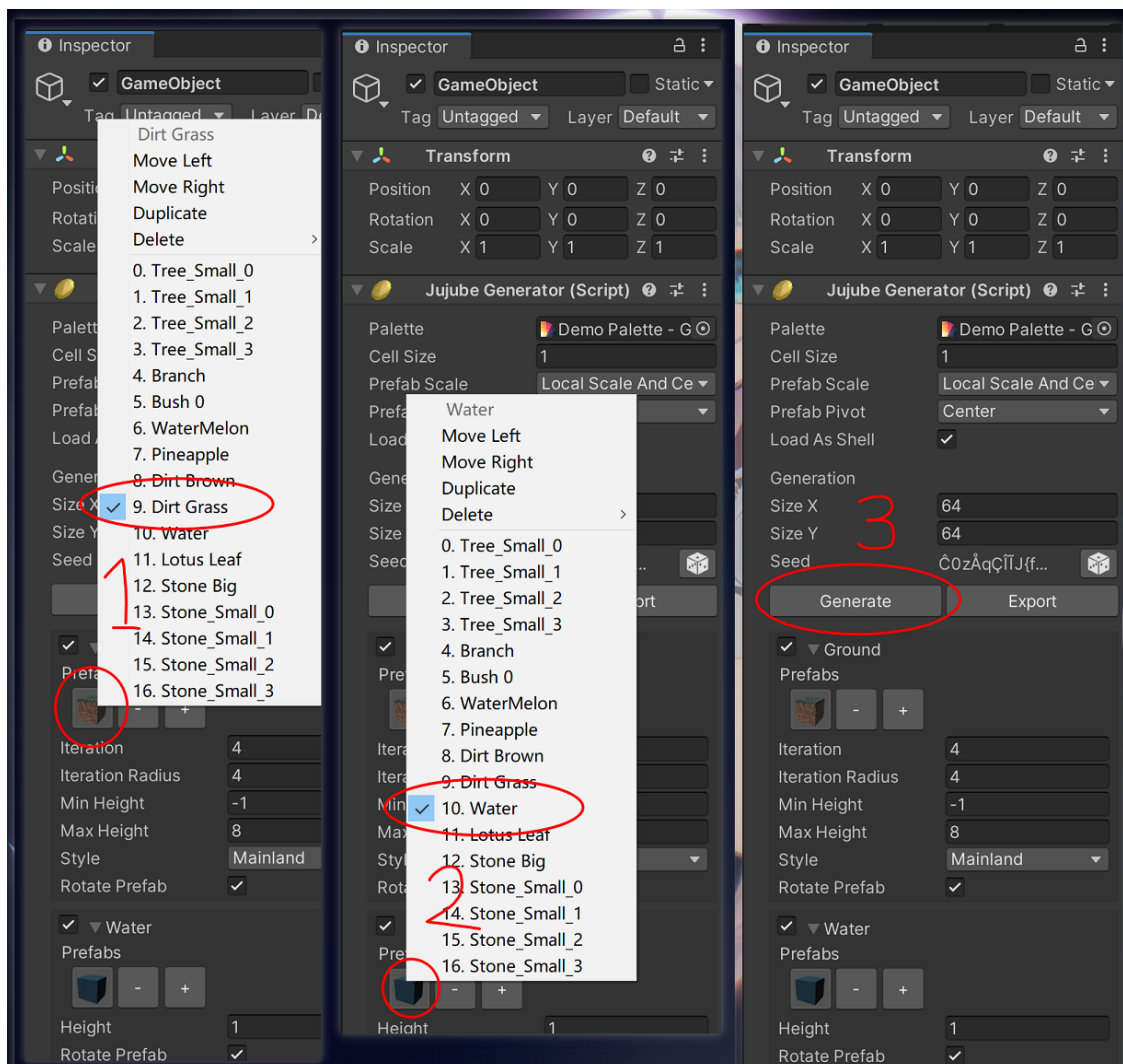 Inspector
GameObject
Tag Untagged Layer
Dirt Grass
Move Left
Move Right
Duplicate
Delete
0. Tree_Small_0
1. Tree_Small_1
2. Tree_Small_2
3. Tree_Small_3
4. Branch
5. Bush 0
6. WaterMelon
7. Pineapple
8. Dirt Brown
9. Dirt Grass
10. Water
11. Lotus Leaf
12. Stone Big
13. Stone_Small_0
14. Stone_Small_1
15. Stone_Small_2
16. Stone_Small_3
Scale
Size X
Size Y
Seed
1
- +
Iteration 4
Iteration Radius 4
Min Height -1
Max Height 8
Style Mainland
Rotate Prefab
Water
Prefabs
- +
Height 1
Rotate Prefab
Inspector
GameObject Static
Tag Untagged Layer Default
Transform
Position X 0 Y 0 Z 0
Rotation X 0 Y 0 Z 0
Scale X 1 Y 1 Z 1
Jujube Generator (Script)
Palette Demo Palette - G
Cell Size 1
Prefab Scale Local Scale And Ce
Water
Move Left
Move Right
Duplicate
Delete
0. Tree_Small_0
1. Tree_Small_1
2. Tree_Small_2
3. Tree_Small_3
4. Branch
5. Bush 0
6. WaterMelon
7. Pineapple
8. Dirt Brown
9. Dirt Grass
10. Water
11. Lotus Leaf
12. Stone Big
13. Stone_Small_0
14. Stone_Small_1
15. Stone_Small_2
16. Stone_Small_3
Load
Size
Size
2
- +
Height 1
Inspector
GameObject Static
Tag Untagged Layer Default
Transform
Position X 0 Y 0 Z 0
Rotation X 0 Y 0 Z 0
Scale X 1 Y 1 Z 1
Jujube Generator (Script)
Palette Demo Palette - G
Cell Size 1
Prefab Scale Local Scale And Ce
Prefab Pivot Center
Load As Shell
Generation
Size X 64
Size Y 64
3
Seed
Generate Export
Ground
Prefabs
- +
Iteration 4
Iteration Radius 4
Min Height -1
Max Height 8
Style Mainland
Rotate Prefab
Water
Prefabs
- +
Height 1
Rotate Prefab